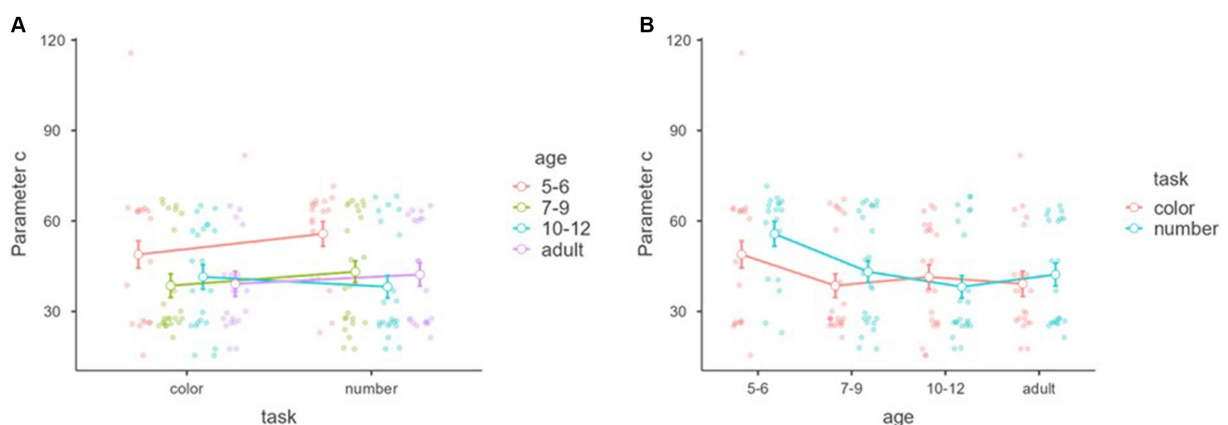 A
120
90
60
30
Parameter c
color
number
task
age
5-6
7-9
10-12
adult
B
120
90
60
30
Parameter c
5-6
7-9
10-12
adult
age
task
color
number